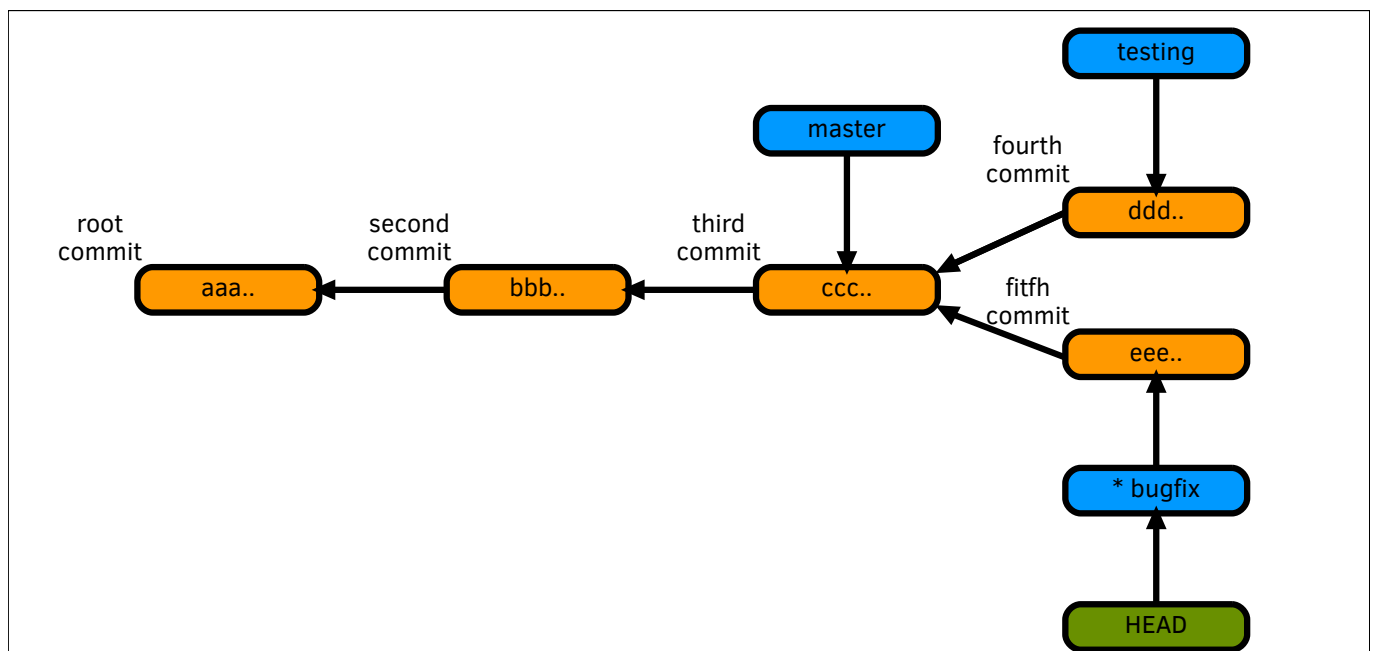 testing
master
fourth
commit
ddd..
root
commit
second
commit
third
commit
aaa..
bbb..
ccc..
fitfh
commit
eee..
* bugfix
HEAD